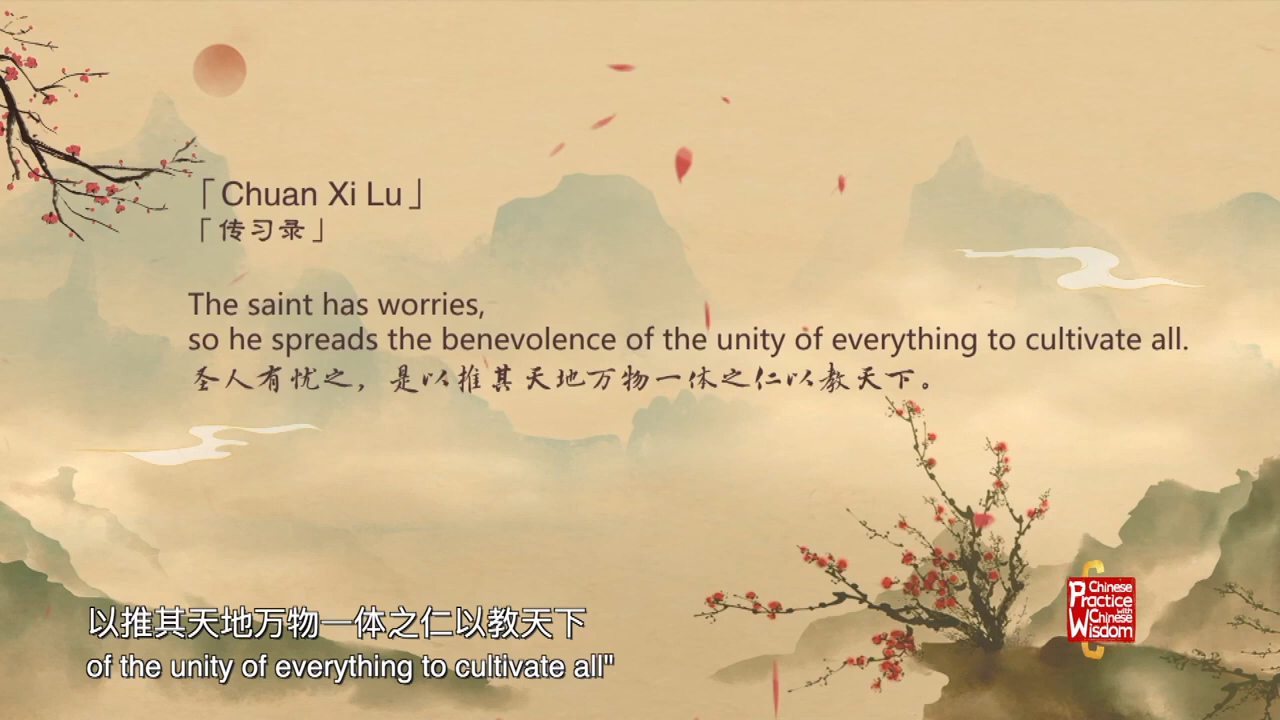 「Chuan Xi Lu」
「传习录」
The saint has worries,
so he spreads the benevolence of the unity of everything to cultivate all.
圣人有忧之，是以推其天地万物一体之仁以教天下。
以推其天地万物一体之仁以教天下
of the unity of everything to cultivate all"
Chinese
Practice
with
Chinese
Wisdom